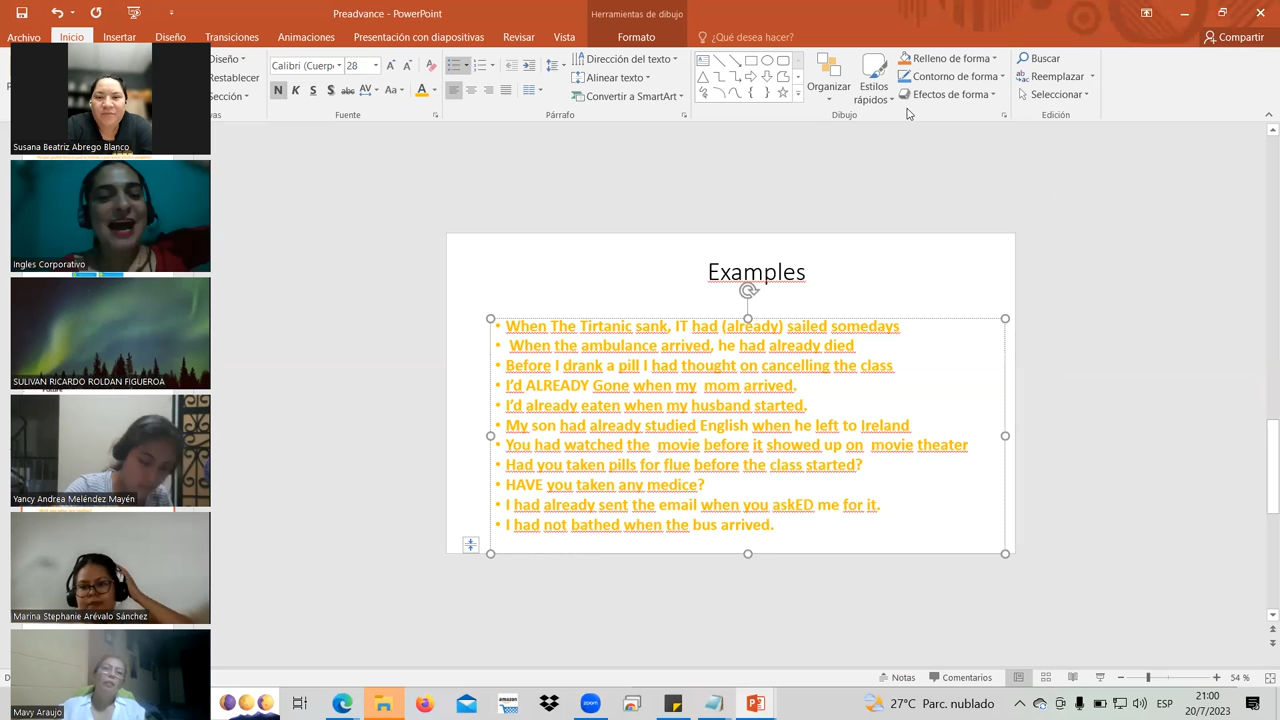 Preadvance - PowerPoint
Herramientas de dibujo
Archivo Inicio Insertar Diseño Transiciones Animaciones Presentación con diapositivas Revisar Vista Formato ¿Qué desea hacer? Compartir
Diseño
Restablecer
Sección
Calibri (Cuerp 28
N K S S abc AV Aa A
Fuente
Dirección del texto
Alinear texto
Convertir a SmartArt
Párrafo
Organizar
Estilos rápidos
Relleno de forma
Contorno de forma
Efectos de forma
Dibujo
Buscar
Reemplazar
Seleccionar
Edición
Susana Beatriz Abrego Blanco
Ingles Corporativo
SULIVAN RICARDO ROLDAN FIGUEROA
Yancy Andrea Meléndez Mayén
Marina Stephanie Arévalo Sánchez
Mavy Araujo
Examples
• When The Tirtanic sank, IT had (already) sailed somedays
• When the ambulance arrived, he had already died
• Before I drank a pill I had thought on cancelling the class
• I'd ALREADY Gone when my mom arrived.
• I'd already eaten when my husband started.
• My son had already studied English when he left to Ireland
• You had watched the movie before it showed up on movie theater
• Had you taken pills for flue before the class started?
• HAVE you taken any medice?
• I had already sent the email when you askED me for it.
• I had not bathed when the bus arrived.
Notas Comentarios 54 %
amazon
zoom
27°C Parc. nublado
ESP
21:00
20/7/2023